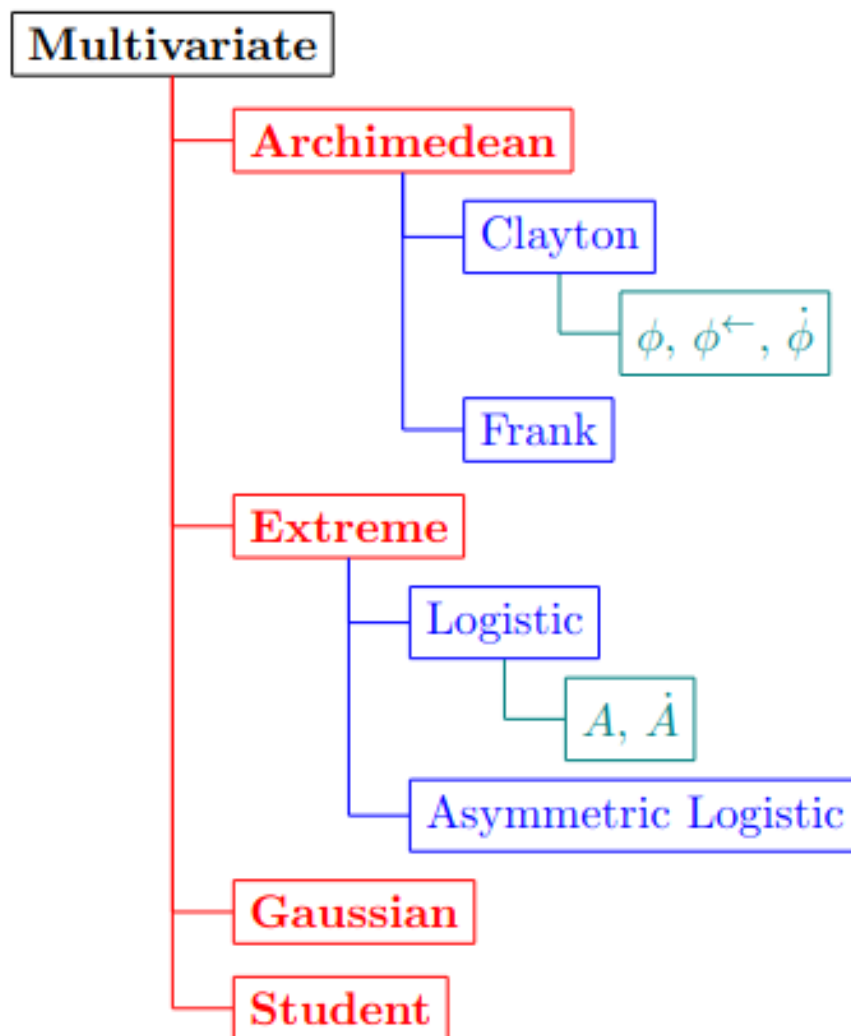 Multivariate
Archimedean
Clayton
ϕ, ϕ←, ϕ̇
Frank
Extreme
Logistic
A, Ȧ
Asymmetric Logistic
Gaussian
Student